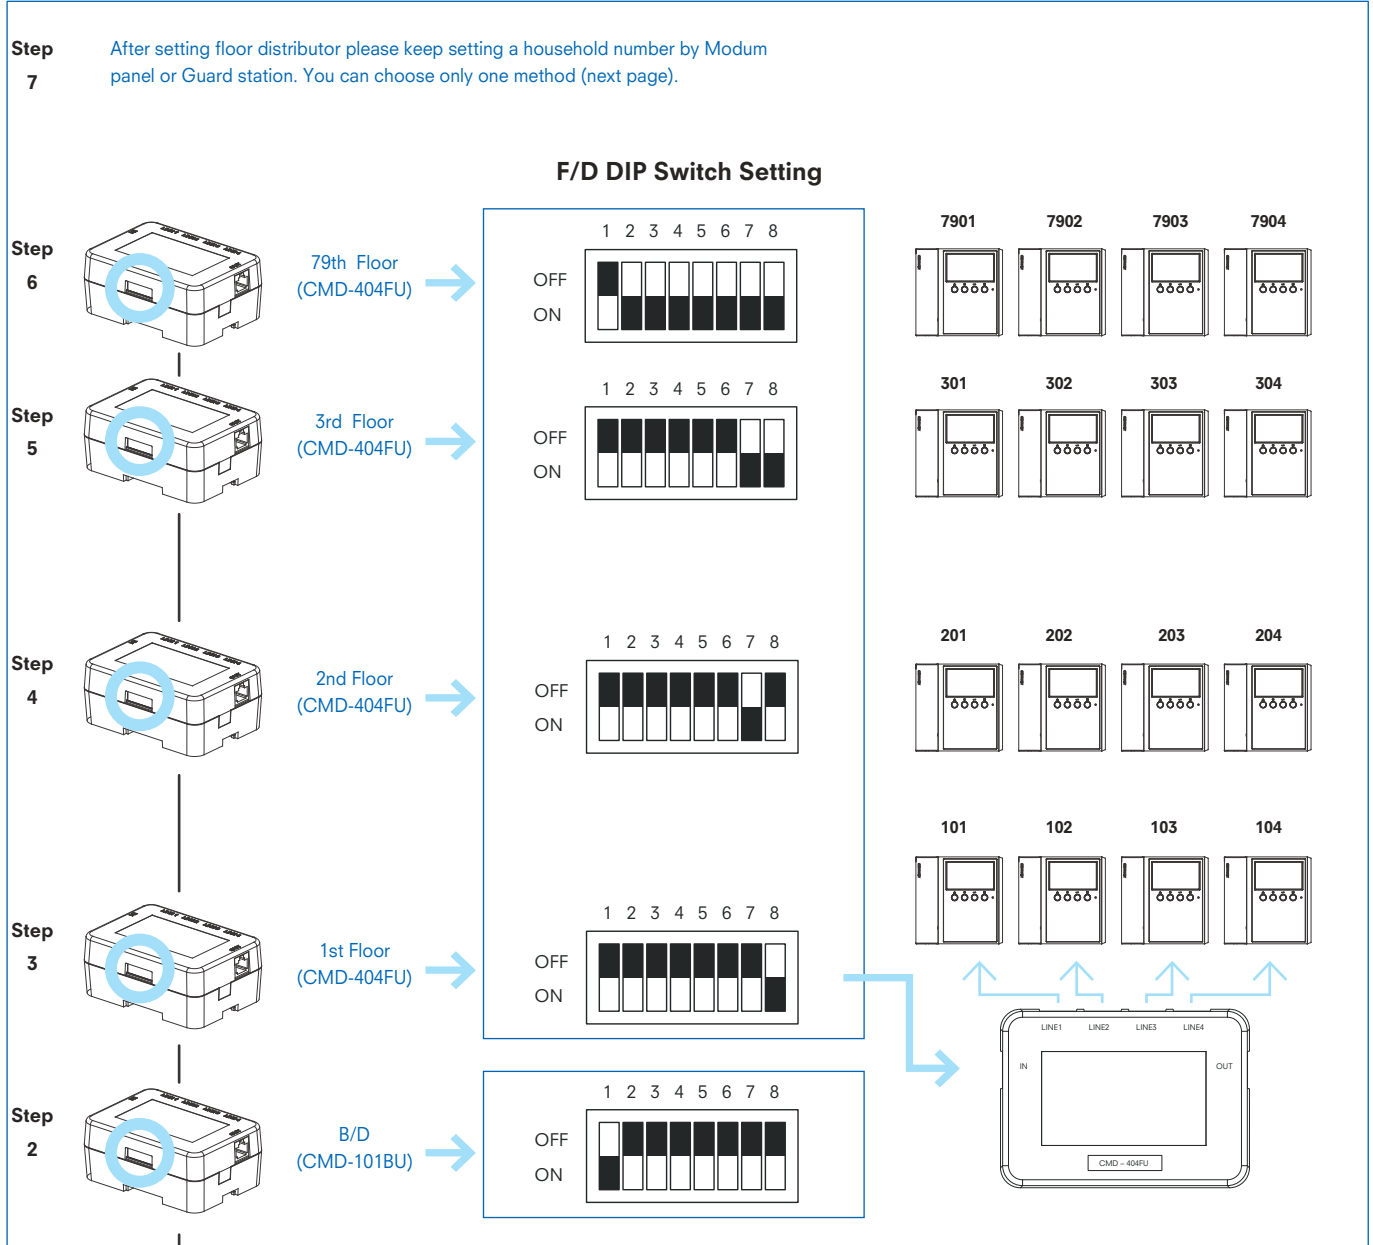 Step
7
After setting floor distributor please keep setting a household number by Modum
panel or Guard station. You can choose only one method (next page).
F/D DIP Switch Setting
Step
6
79th Floor
(CMD-404FU)
1 2 3 4 5 6 7 8
OFF
ON
7901 7902 7903 7904
Step
5
3rd Floor
(CMD-404FU)
1 2 3 4 5 6 7 8
OFF
ON
301 302 303 304
Step
4
2nd Floor
(CMD-404FU)
1 2 3 4 5 6 7 8
OFF
ON
201 202 203 204
101 102 103 104
Step
3
1st Floor
(CMD-404FU)
1 2 3 4 5 6 7 8
OFF
ON
LINE1 LINE2 LINE3 LINE4
IN OUT
CMD – 404FU
Step
2
B/D
(CMD-101BU)
1 2 3 4 5 6 7 8
OFF
ON